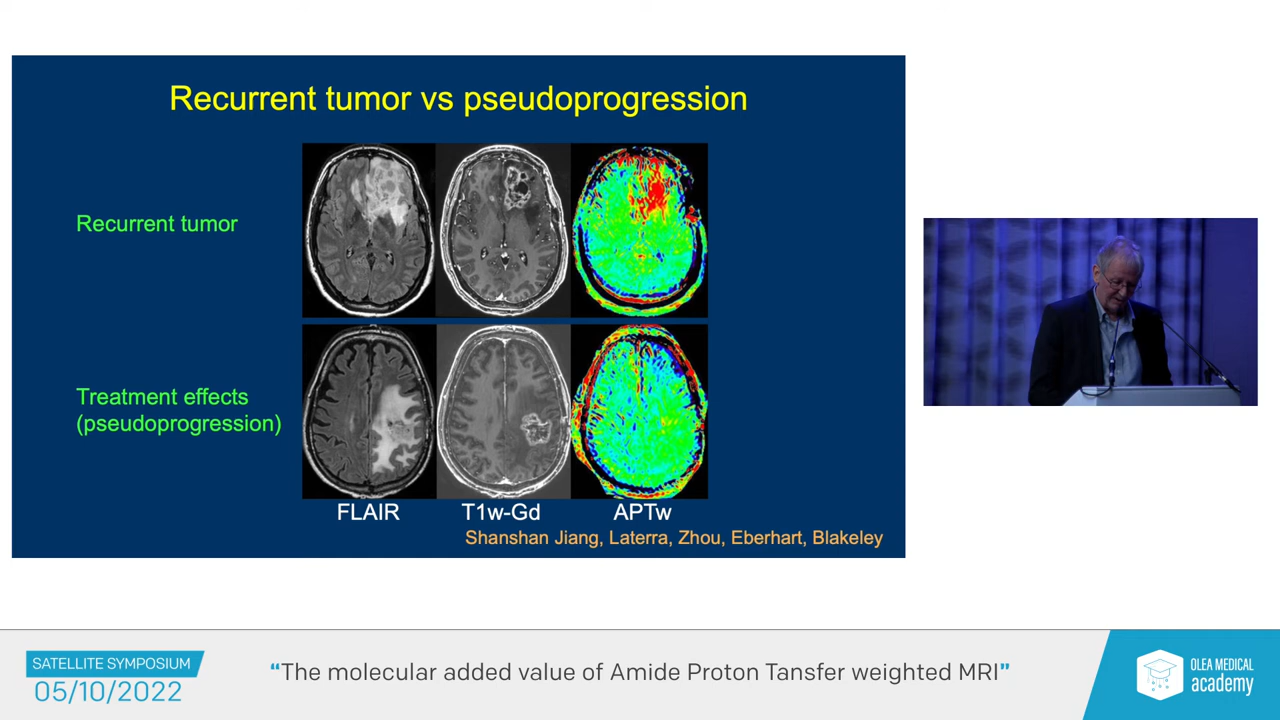 Recurrent tumor vs pseudoprogression
Recurrent tumor
Treatment effects
(pseudoprogression)
FLAIR
T1w-Gd
APTw
Shanshan Jiang, Laterra, Zhou, Eberhart, Blakeley
SATELLITE SYMPOSIUM
05/10/2022
“The molecular added value of Amide Proton Tansfer weighted MRI”
OLEA MEDICAL
academy